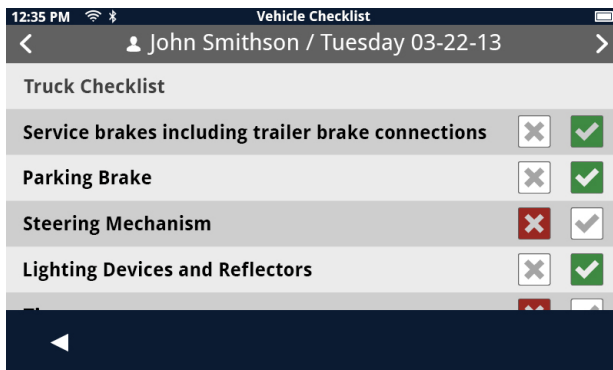 12:35 PM Vehicle Checklist
John Smithson / Tuesday 03-22-13
Truck Checklist
Service brakes including trailer brake connections
Parking Brake
Steering Mechanism
Lighting Devices and Reflectors